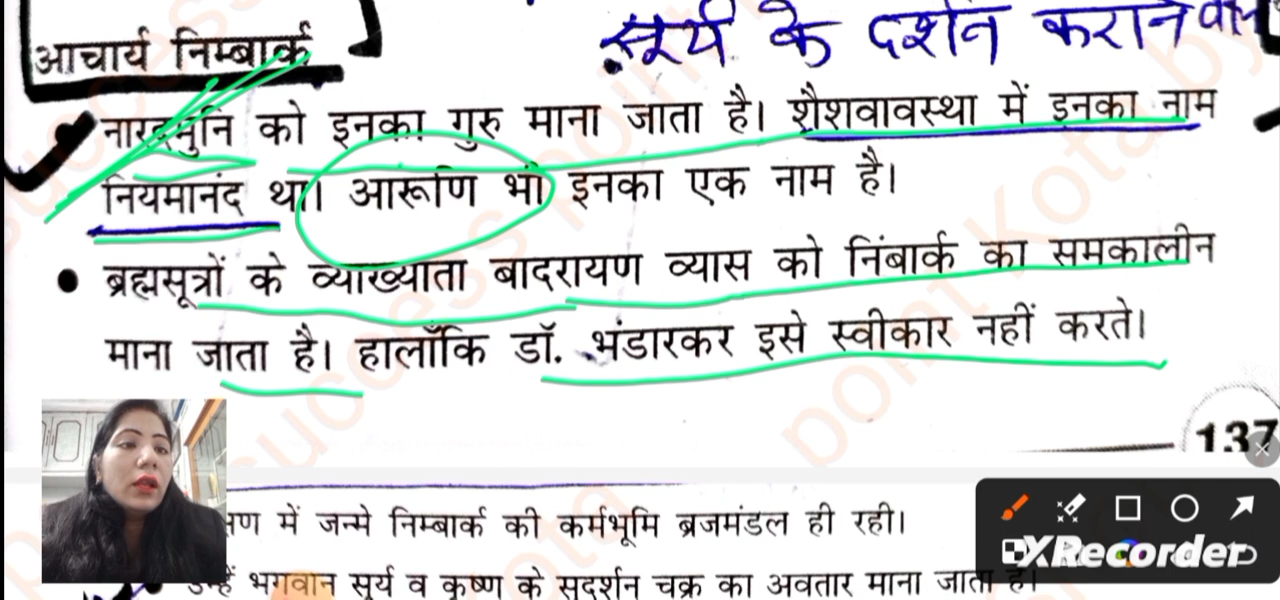 सूर्य के दर्शन कराने वाले
आचार्य निम्बार्क
नारदमुनि को इनका गुरु माना जाता है। शैशवावस्था में इनका नाम
नियमानंद था। आरूणि भी इनका एक नाम है।
ब्रह्मसूत्रों के व्याख्याता बादरायण व्यास को निंबार्क का समकालीन
माना जाता है। हालाँकि डॉ. भंडारकर इसे स्वीकार नहीं करते।
137
में जन्मे निम्बार्क की कर्मभूमि ब्रजमंडल ही रही।
उन्हें भगवान सूर्य व कृष्ण के सुदर्शन चक्र का अवतार माना जाता है।
XRecorder